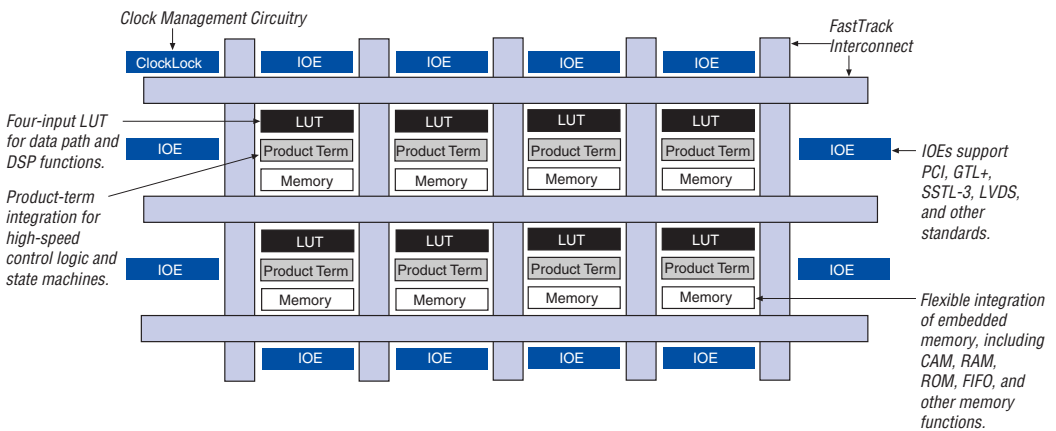 Clock Management Circuitry
FastTrack
Interconnect
ClockLock
IOE
IOE
IOE
IOE
Four-input LUT
for data path and
DSP functions.
LUT
LUT
LUT
LUT
IOE
Product Term
Product Term
Product Term
Product Term
IOE
IOEs support
PCI, GTL+,
SSTL-3, LVDS,
and other
standards.
Memory
Memory
Memory
Memory
Product-term
integration for
high-speed
control logic and
state machines.
LUT
LUT
LUT
LUT
IOE
Product Term
Product Term
Product Term
Product Term
IOE
Memory
Memory
Memory
Memory
Flexible integration
of embedded
memory, including
CAM, RAM,
ROM, FIFO, and
other memory
functions.
IOE
IOE
IOE
IOE